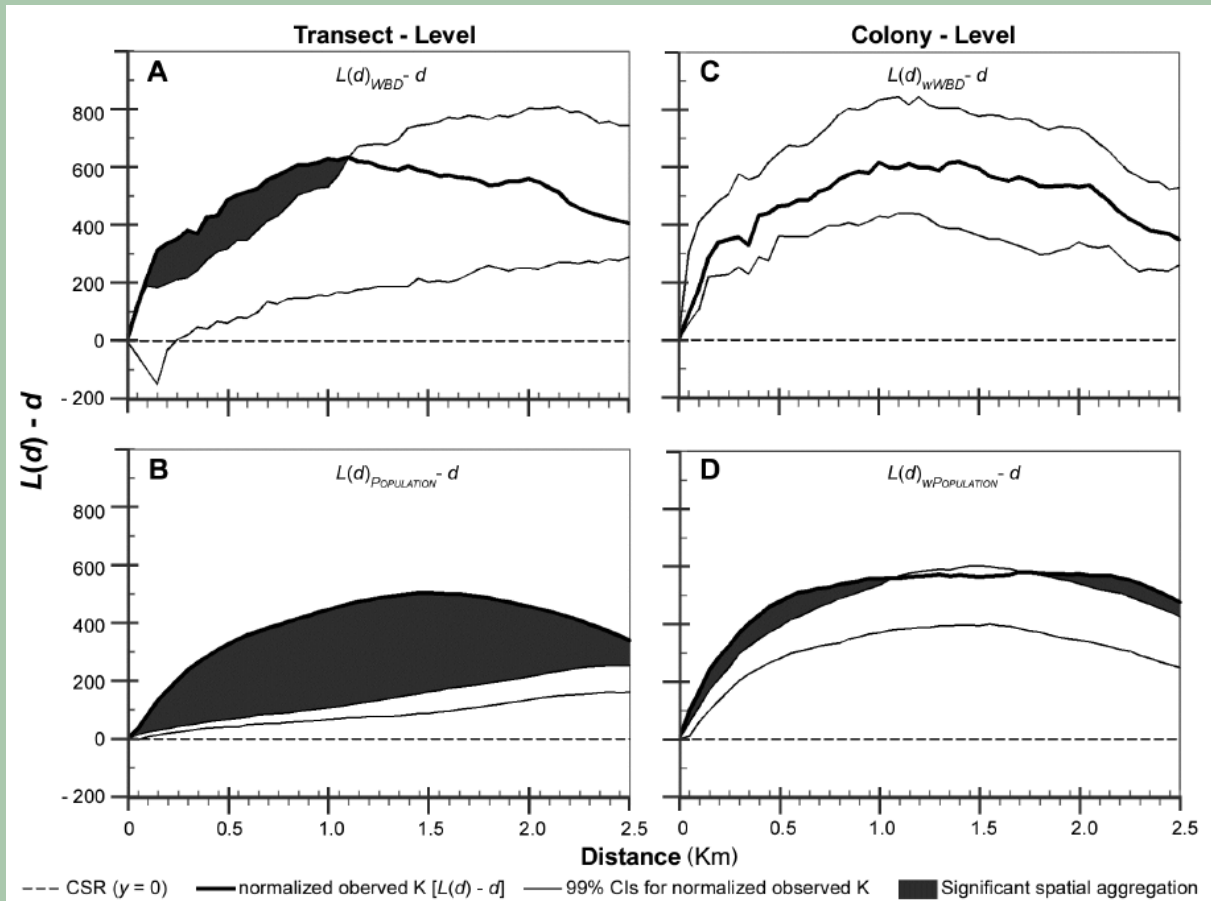 Transect - Level
Colony - Level
A
L(d)WBD - d
C
L(d)wWBD - d
800
600
400
200
0
- 200
B
L(d)POPULATION - d
D
L(d)wPOPULATION - d
800
600
400
200
0
- 200
L(d) - d
0 0.5 1.0 1.5 2.0 2.5
0 0.5 1.0 1.5 2.0 2.5
Distance (Km)
CSR (y = 0) normalized oberved K [L(d) - d] 99% CIs for normalized observed K Significant spatial aggregation